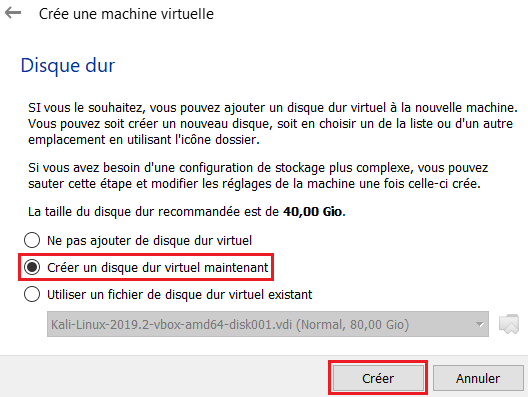 Crée une machine virtuelle
Disque dur
SI vous le souhaitez, vous pouvez ajouter un disque dur virtuel à la nouvelle machine.
Vous pouvez soit créer un nouveau disque, soit en choisir un de la liste ou d'un autre
emplacement en utilisant l'icône dossier.
Si vous avez besoin d'une configuration de stockage plus complexe, vous pouvez
sauter cette étape et modifier les réglages de la machine une fois celle-ci crée.
La taille du disque dur recommandée est de 40,00 Gio.
Ne pas ajouter de disque dur virtuel
Créer un disque dur virtuel maintenant
Utiliser un fichier de disque dur virtuel existant
Kali-Linux-2019.2-vbox-amd64-disk001.vdi (Normal, 80,00 Gio)
Créer
Annuler